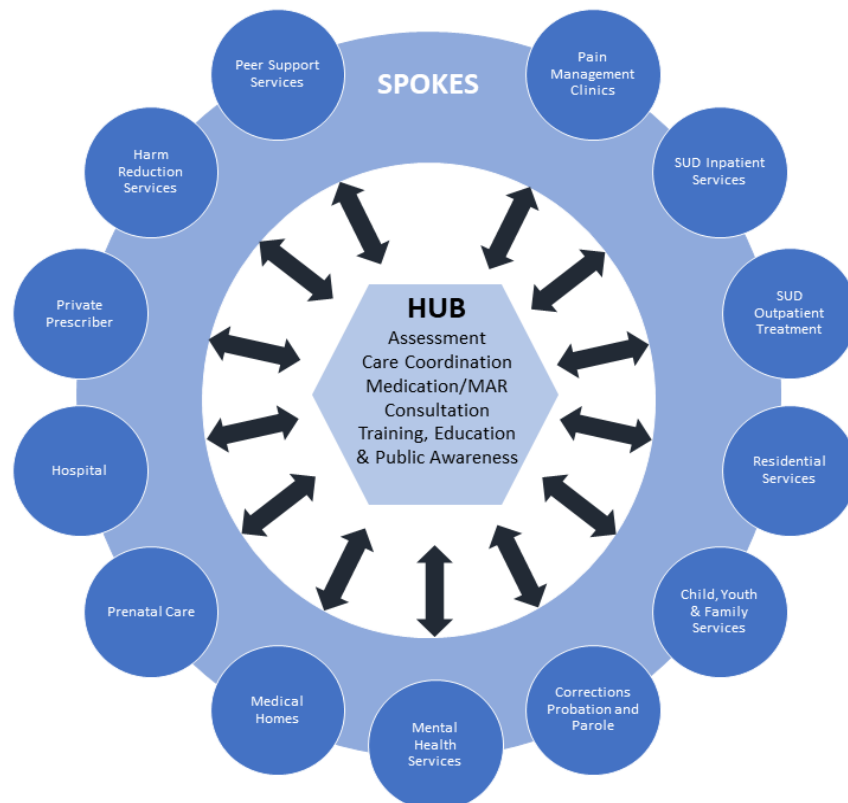 SPOKES
Peer Support
Services
Pain
Management
Clinics
Harm
Reduction
Services
SUD Inpatient
Services
Private
Prescriber
SUD
Outpatient
Treatment
HUB
Assessment
Care Coordination
Medication/MAR
Consultation
Training, Education
& Public Awareness
Hospital
Residential
Services
Prenatal Care
Child, Youth
& Family
Services
Medical
Homes
Mental
Health
Services
Corrections
Probation and
Parole